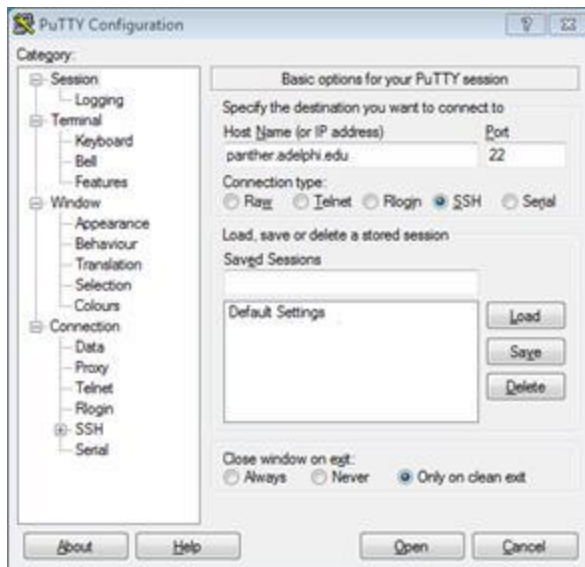 PuTTY Configuration
Category:
Session
Logging
Terminal
Keyboard
Bell
Features
Window
Appearance
Behaviour
Translation
Selection
Colours
Connection
Data
Proxy
Telnet
Rlogin
SSH
Serial
Basic options for your PuTTY session
Specify the destination you want to connect to
Host Name (or IP address) Port
panther.adelphi.edu 22
Connection type:
Raw Telnet Rlogin SSH Serial
Load, save or delete a stored session
Saved Sessions
Default Settings
Load
Save
Delete
Close window on exit:
Always Never Only on clean exit
About Help Open Cancel